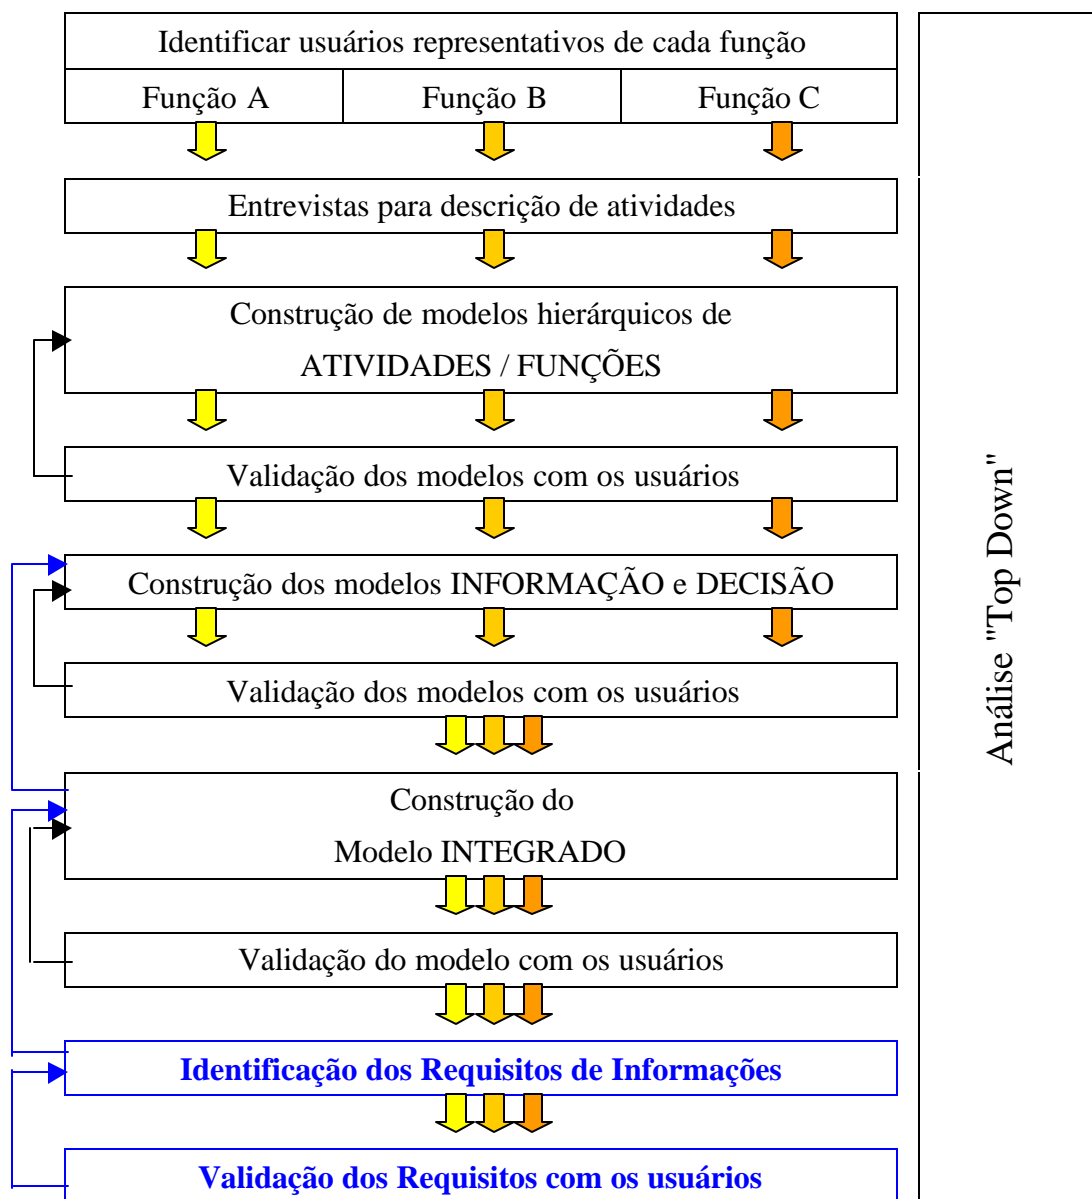 Identificar usuários representativos de cada função
Função A
Função B
Função C
Entrevistas para descrição de atividades
Construção de modelos hierárquicos de
ATIVIDADES / FUNÇÕES
Validação dos modelos com os usuários
Construção dos modelos INFORMAÇÃO e DECISÃO
Validação dos modelos com os usuários
Construção do
Modelo INTEGRADO
Validação do modelo com os usuários
Identificação dos Requisitos de Informações
Validação dos Requisitos com os usuários
Análise "Top Down"